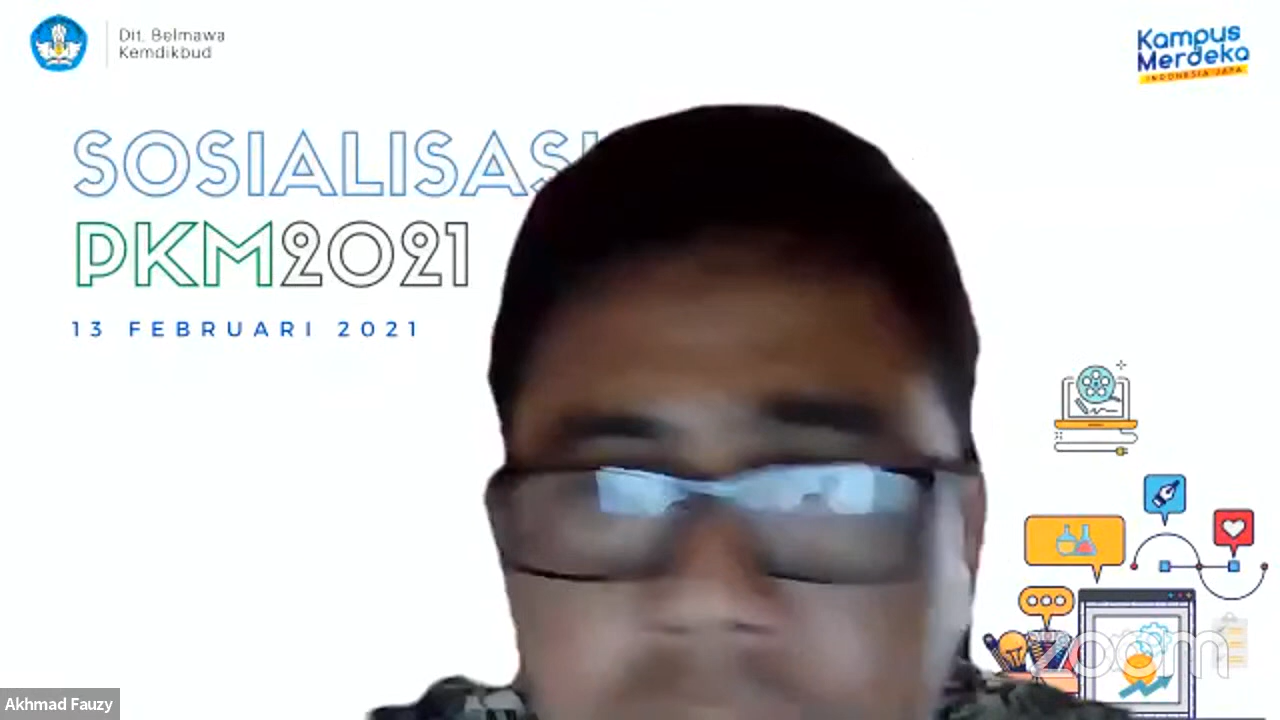 Dit. Belmawa
Kemdikbud
Kampus
Merdeka
INDONESIA JAYA
SOSIALISASI
PKM2021
13 FEBRUARI 2021
zoom
Akhmad Fauzy